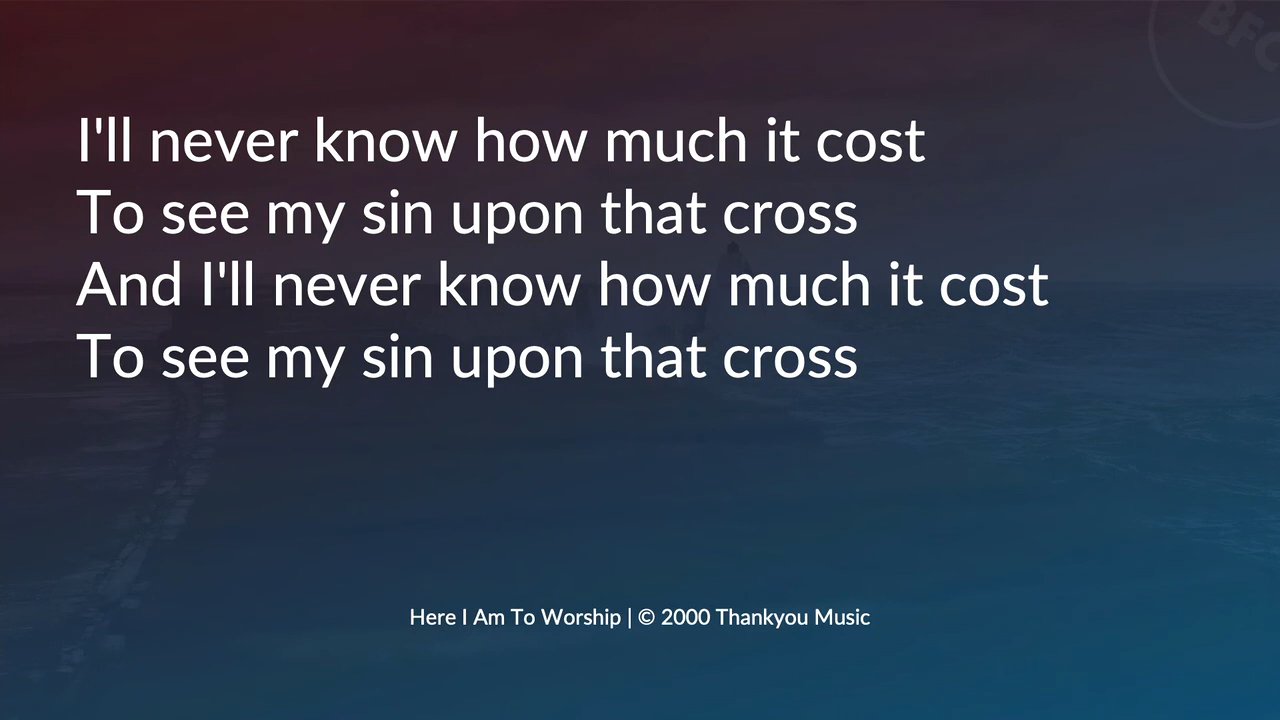 BFC
I'll never know how much it cost
To see my sin upon that cross
And I'll never know how much it cost
To see my sin upon that cross
Here I Am To Worship | © 2000 Thankyou Music